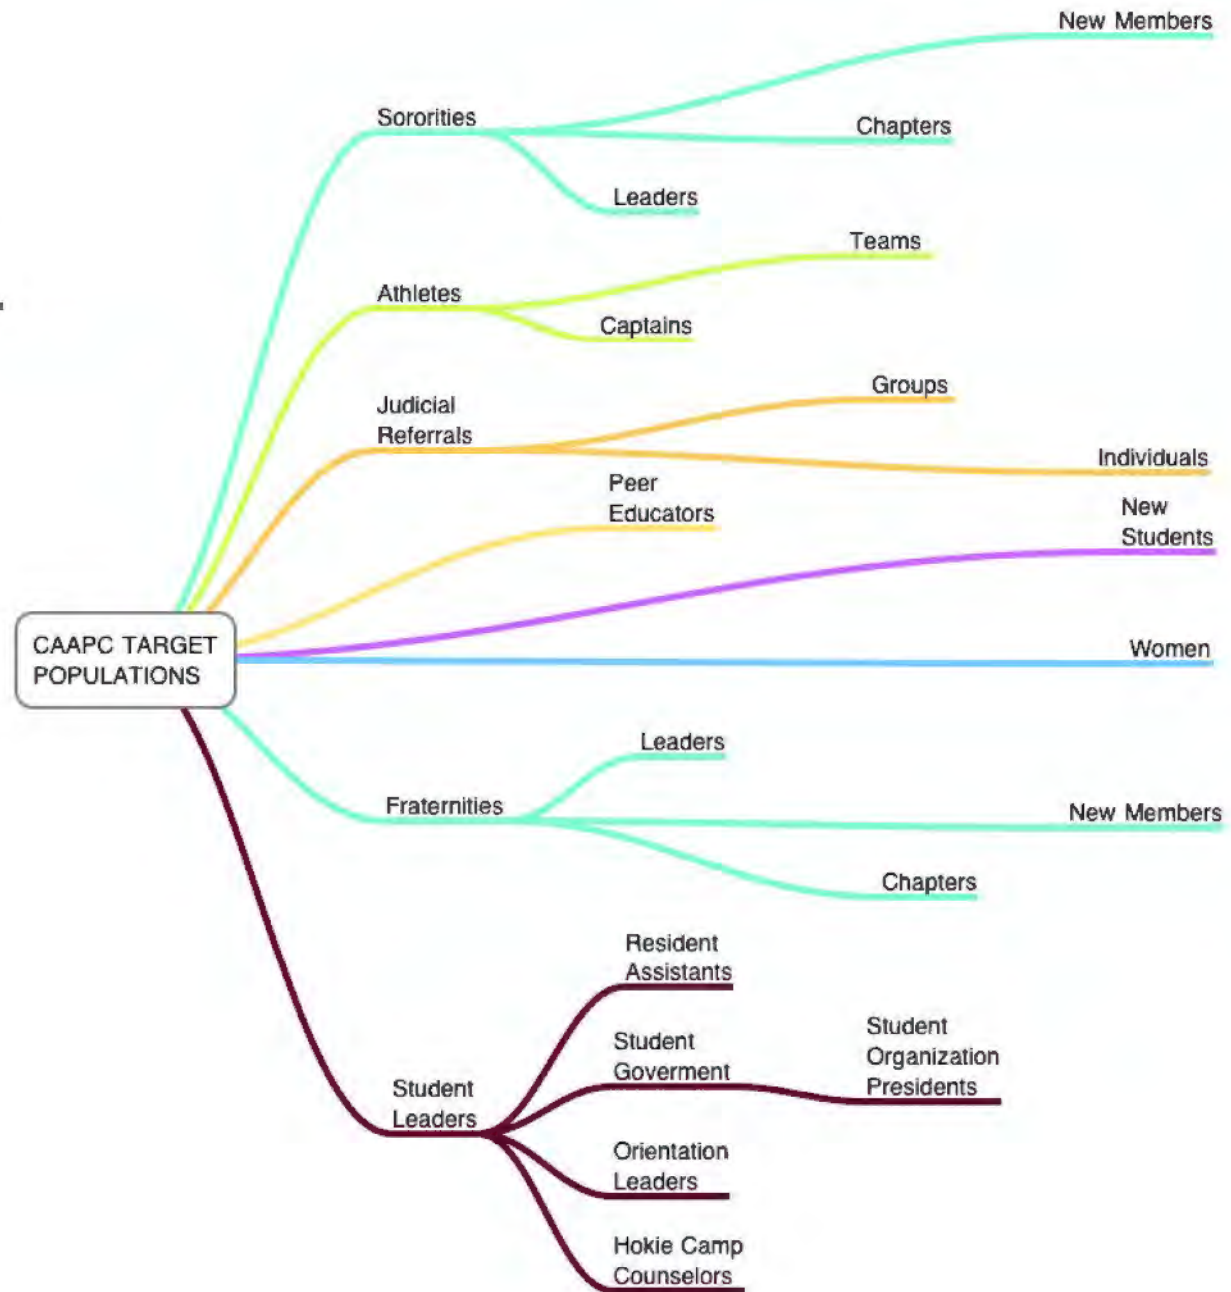 New Members
Sororities
Chapters
Leaders
Teams
Athletes
Captains
Groups
Judicial
Referrals
Individuals
Peer
Educators
New
Students
CAAPC TARGET
POPULATIONS
Women
Leaders
Fraternities
New Members
Chapters
Resident
Assistants
Student
Goverment
Student
Organization
Presidents
Student
Leaders
Orientation
Leaders
Hokie Camp
Counselors